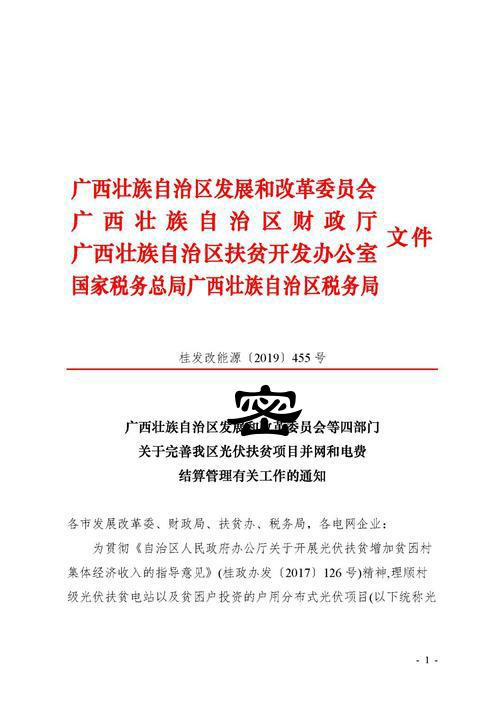 广西壮族自治区发展和改革委员会
广西壮族自治区财政厅
广西壮族自治区扶贫开发办公室
国家税务总局广西壮族自治区税务局
文件
桂发改能源〔2019〕455号
密
广西壮族自治区发展和改革委员会等四部门
关于完善我区光伏扶贫项目并网和电费
结算管理有关工作的通知
各市发展改革委、财政局、扶贫办、税务局，各电网企业：
为贯彻《自治区人民政府办公厅关于开展光伏扶贫增加贫困村
集体经济收入的指导意见》(桂政办发〔2017〕126号)精神,理顺村
级光伏扶贫电站以及贫困户投资的户用分布式光伏项目(以下统称光
- 1 -